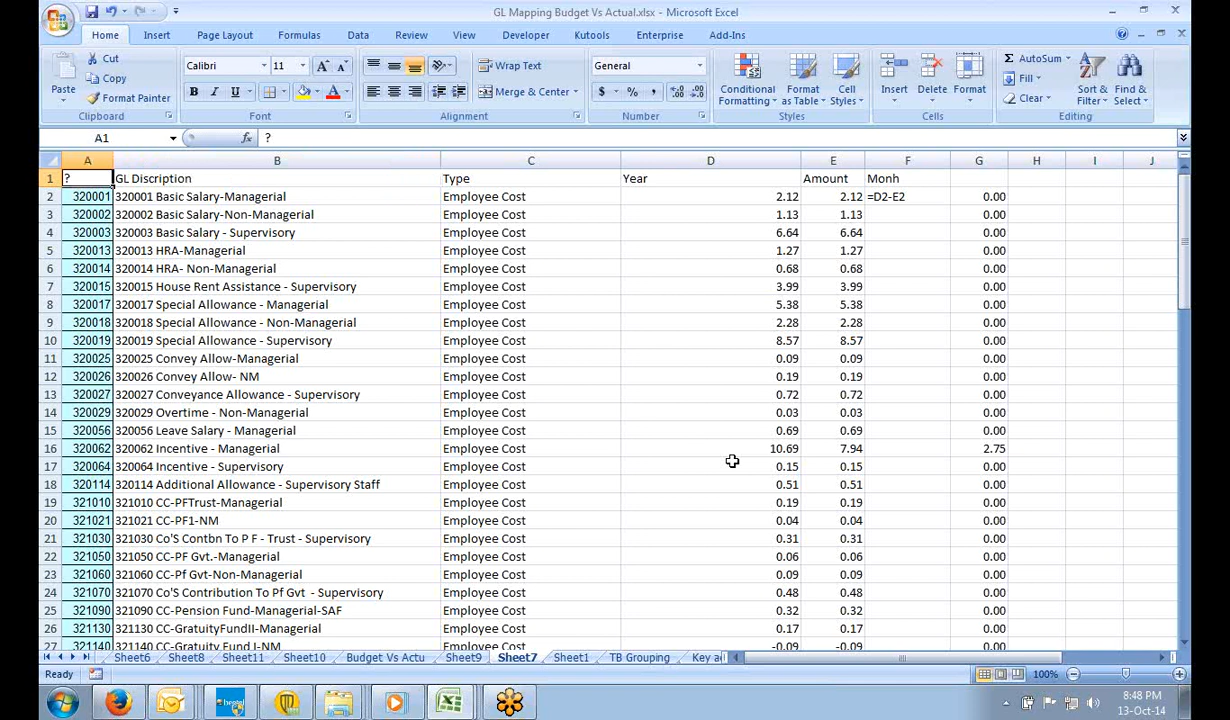 GL Mapping Budget Vs Actual.xlsx - Microsoft Excel
Home Insert Page Layout Formulas Data Review View Developer Kutools Enterprise Add-Ins
Paste Cut Copy Format Painter Clipboard
Calibri 11 A A B I U A Font
Wrap Text Merge & Center Alignment
General $ % , Number
Conditional Formatting Format as Table Cell Styles Styles
Insert Delete Format Cells
Σ AutoSum Fill Clear Sort & Filter Find & Select Editing
A1 fx ?
A B C D E F G H I J
1 ? GL Discription Type Year Amount Monh
2 320001 320001 Basic Salary-Managerial Employee Cost 2.12 2.12 =D2-E2 0.00
3 320002 320002 Basic Salary-Non-Managerial Employee Cost 1.13 1.13 0.00
4 320003 320003 Basic Salary - Supervisory Employee Cost 6.64 6.64 0.00
5 320013 320013 HRA-Managerial Employee Cost 1.27 1.27 0.00
6 320014 320014 HRA- Non-Managerial Employee Cost 0.68 0.68 0.00
7 320015 320015 House Rent Assistance - Supervisory Employee Cost 3.99 3.99 0.00
8 320017 320017 Special Allowance - Managerial Employee Cost 5.38 5.38 0.00
9 320018 320018 Special Allowance - Non-Managerial Employee Cost 2.28 2.28 0.00
10 320019 320019 Special Allowance - Supervisory Employee Cost 8.57 8.57 0.00
11 320025 320025 Convey Allow-Managerial Employee Cost 0.09 0.09 0.00
12 320026 320026 Convey Allow- NM Employee Cost 0.19 0.19 0.00
13 320027 320027 Conveyance Allowance - Supervisory Employee Cost 0.72 0.72 0.00
14 320029 320029 Overtime - Non-Managerial Employee Cost 0.03 0.03 0.00
15 320056 320056 Leave Salary - Managerial Employee Cost 0.69 0.69 0.00
16 320062 320062 Incentive - Managerial Employee Cost 10.69 7.94 2.75
17 320064 320064 Incentive - Supervisory Employee Cost 0.15 0.15 0.00
18 320114 320114 Additional Allowance - Supervisory Staff Employee Cost 0.51 0.51 0.00
19 321010 321010 CC-PFTrust-Managerial Employee Cost 0.19 0.19 0.00
20 321021 321021 CC-PF1-NM Employee Cost 0.04 0.04 0.00
21 321030 321030 Co'S Contbn To P F - Trust - Supervisory Employee Cost 0.31 0.31 0.00
22 321050 321050 CC-PF Gvt.-Managerial Employee Cost 0.06 0.06 0.00
23 321060 321060 CC-Pf Gvt-Non-Managerial Employee Cost 0.09 0.09 0.00
24 321070 321070 Co'S Contribution To Pf Gvt - Supervisory Employee Cost 0.48 0.48 0.00
25 321090 321090 CC-Pension Fund-Managerial-SAF Employee Cost 0.32 0.32 0.00
26 321130 321130 CC-GratuityFundII-Managerial Employee Cost 0.17 0.17 0.00
27 321140 321140 CC-Gratuity Fund I-NM Employee Cost -0.09 -0.09 0.00
Sheet6 Sheet8 Sheet11 Sheet10 Budget Vs Actu Sheet9 Sheet7 Sheet1 TB Grouping Key ac
Ready 100%
8:48 PM
13-Oct-14